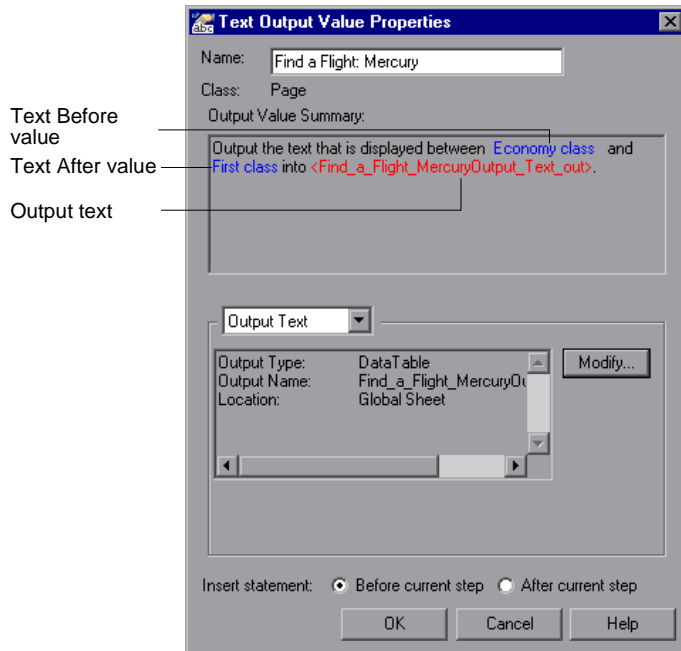 Text Output Value Properties
Name: Find a Flight: Mercury
Class: Page
Output Value Summary:
Text Before
value
Text After value
Output text
Output the text that is displayed between Economy class and
First class into <Find_a_Flight_MercuryOutput_Text_out>.
Output Text
Output Type: DataTable
Output Name: Find_a_Flight_MercuryOu
Location: Global Sheet
Modify...
Insert statement: Before current step After current step
OK Cancel Help